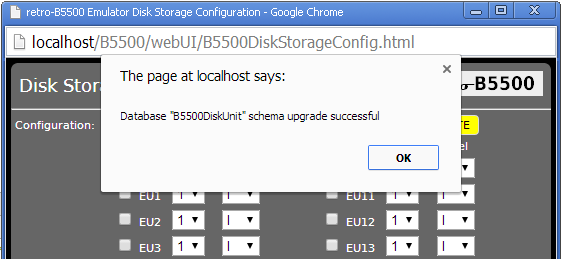 retro-B5500 Emulator Disk Storage Configuration - Google Chrome
localhost/B5500/webUI/B5500DiskStorageConfig.html
The page at localhost says:
Disk Stora B5500
Database "B5500DiskUnit" schema upgrade successful
Configuration: TE
el
OK
EU1 1 I EU11 1 I
EU2 1 I EU12 1 I
EU3 1 I EU13 1 I